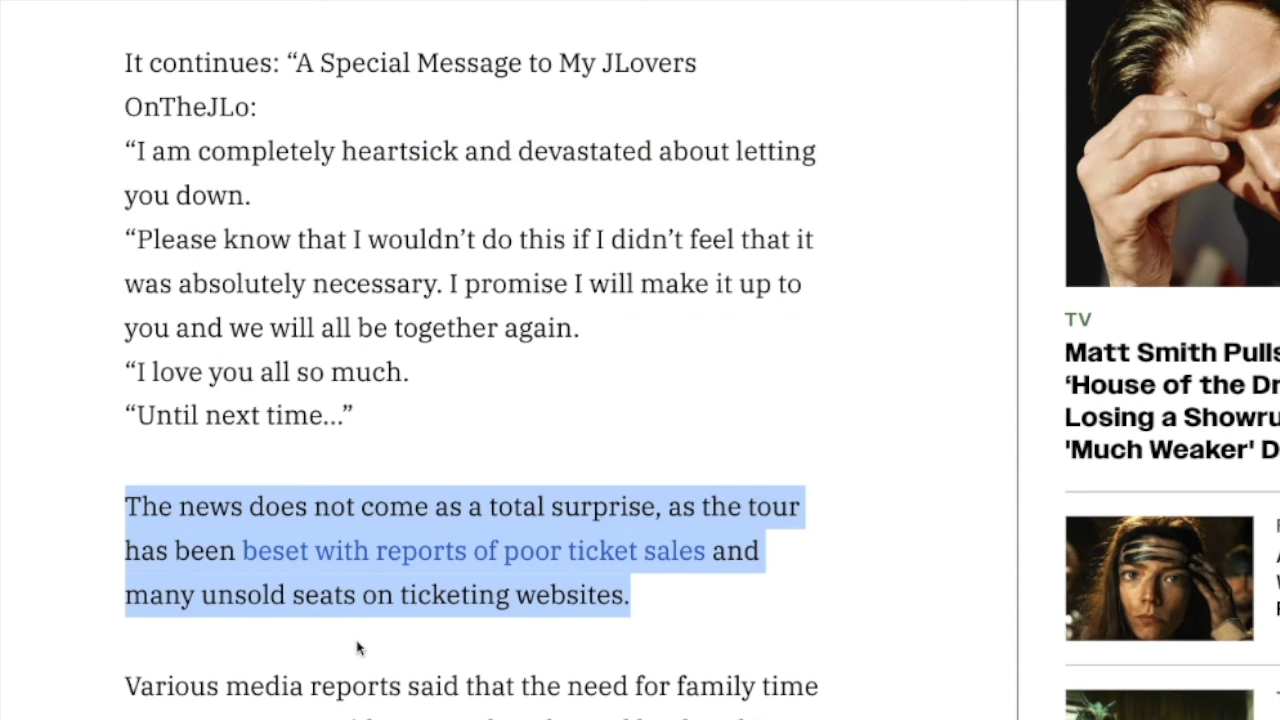 It continues: “A Special Message to My JLovers
OnTheJLo:
“I am completely heartsick and devastated about letting
you down.
“Please know that I wouldn’t do this if I didn’t feel that it
was absolutely necessary. I promise I will make it up to
you and we will all be together again.
“I love you all so much.
“Until next time…”
The news does not come as a total surprise, as the tour
has been beset with reports of poor ticket sales and
many unsold seats on ticketing websites.
Various media reports said that the need for family time
TV
Matt Smith Pulls
‘House of the Dr
Losing a Showru
'Much Weaker' D